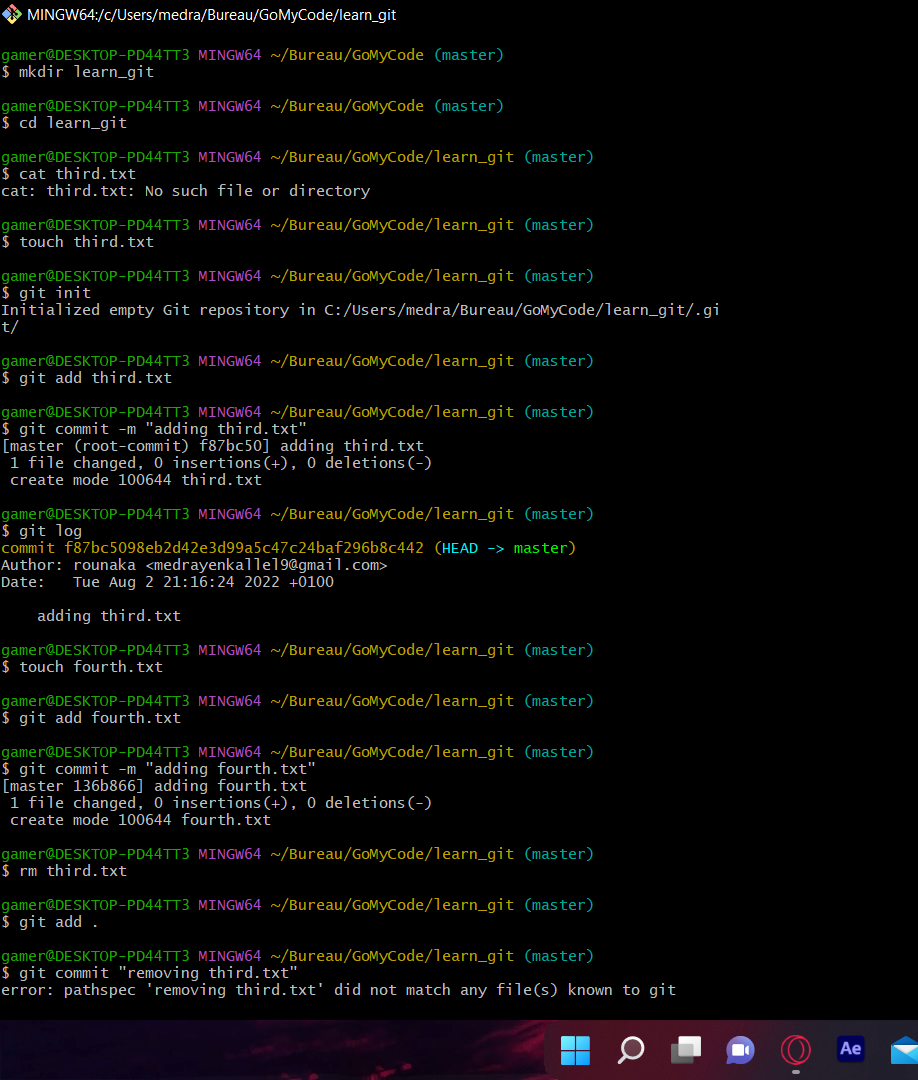 MINGW64:/c/Users/medra/Bureau/GoMyCode/learn_git
gamer@DESKTOP-PD44TT3 MINGW64 ~/Bureau/GoMyCode (master)
$ mkdir learn_git
gamer@DESKTOP-PD44TT3 MINGW64 ~/Bureau/GoMyCode (master)
$ cd learn_git
gamer@DESKTOP-PD44TT3 MINGW64 ~/Bureau/GoMyCode/learn_git (master)
$ cat third.txt
cat: third.txt: No such file or directory
gamer@DESKTOP-PD44TT3 MINGW64 ~/Bureau/GoMyCode/learn_git (master)
$ touch third.txt
gamer@DESKTOP-PD44TT3 MINGW64 ~/Bureau/GoMyCode/learn_git (master)
$ git init
Initialized empty Git repository in C:/Users/medra/Bureau/GoMyCode/learn_git/.gi
t/
gamer@DESKTOP-PD44TT3 MINGW64 ~/Bureau/GoMyCode/learn_git (master)
$ git add third.txt
gamer@DESKTOP-PD44TT3 MINGW64 ~/Bureau/GoMyCode/learn_git (master)
$ git commit -m "adding third.txt"
[master (root-commit) f87bc50] adding third.txt
 1 file changed, 0 insertions(+), 0 deletions(-)
 create mode 100644 third.txt
gamer@DESKTOP-PD44TT3 MINGW64 ~/Bureau/GoMyCode/learn_git (master)
$ git log
commit f87bc5098eb2d42e3d99a5c47c24baf296b8c442 (HEAD -> master)
Author: rounaka <medrayenkallel9@gmail.com>
Date:   Tue Aug 2 21:16:24 2022 +0100
    adding third.txt
gamer@DESKTOP-PD44TT3 MINGW64 ~/Bureau/GoMyCode/learn_git (master)
$ touch fourth.txt
gamer@DESKTOP-PD44TT3 MINGW64 ~/Bureau/GoMyCode/learn_git (master)
$ git add fourth.txt
gamer@DESKTOP-PD44TT3 MINGW64 ~/Bureau/GoMyCode/learn_git (master)
$ git commit -m "adding fourth.txt"
[master 136b866] adding fourth.txt
 1 file changed, 0 insertions(+), 0 deletions(-)
 create mode 100644 fourth.txt
gamer@DESKTOP-PD44TT3 MINGW64 ~/Bureau/GoMyCode/learn_git (master)
$ rm third.txt
gamer@DESKTOP-PD44TT3 MINGW64 ~/Bureau/GoMyCode/learn_git (master)
$ git add .
gamer@DESKTOP-PD44TT3 MINGW64 ~/Bureau/GoMyCode/learn_git (master)
$ git commit "removing third.txt"
error: pathspec 'removing third.txt' did not match any file(s) known to git
Ae